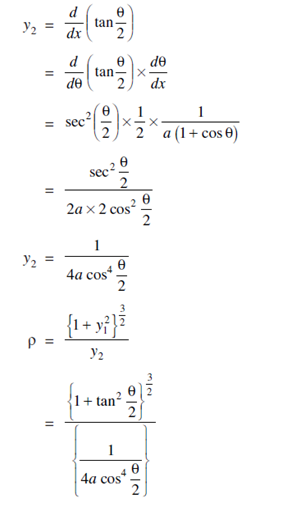 y₂ = d/dx (tan θ/2)
= d/dθ (tan θ/2) × dθ/dx
= sec² (θ/2) × 1/2 × 1/(a (1 + cos θ))
= (sec² θ/2)/(2a × 2 cos² θ/2)
y₂ = 1/(4a cos⁴ θ/2)
ρ = {1 + y₁²}^(3/2)/y₂
= {1 + tan² θ/2}^(3/2)/{1/(4a cos⁴ θ/2)}